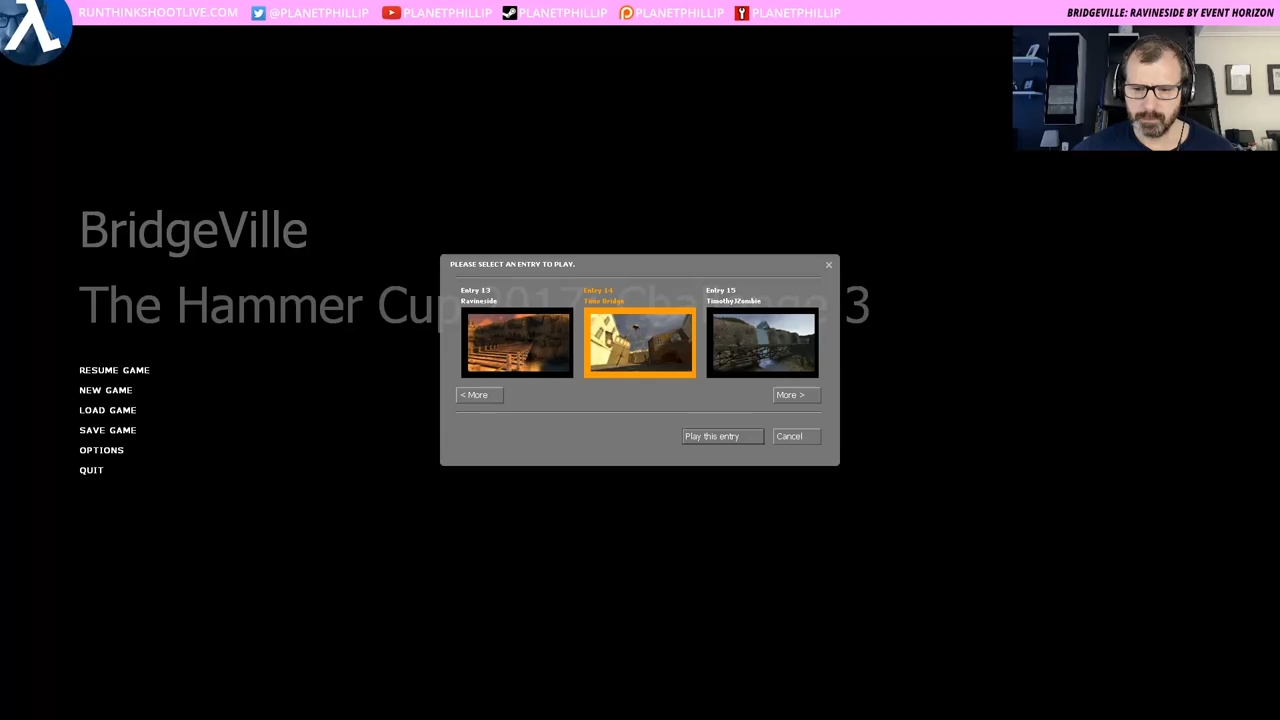 RUNTHINKSHOOTLIVE.COM @PLANETPHILLIP PLANETPHILLIP PLANETPHILLIP PLANETPHILLIP PLANETPHILLIP BRIDGEVILLE: RAVINESIDE BY EVENT HORIZON
BridgeVille
The Hammer Cup 2017: Challenge 3
PLEASE SELECT AN ENTRY TO PLAY.
Entry 13
Ravineside
Entry 14
Time Bridge
Entry 15
TimothyJZombie
< More
More >
Play this entry
Cancel
RESUME GAME
NEW GAME
LOAD GAME
SAVE GAME
OPTIONS
QUIT